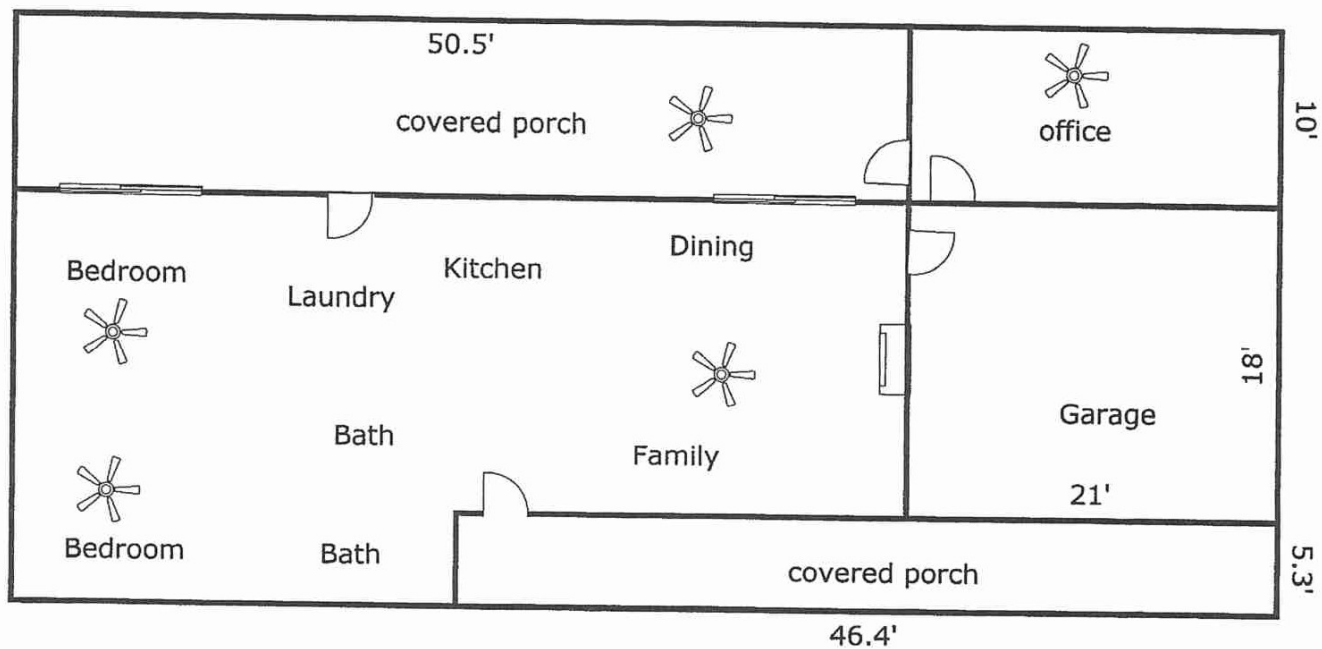 50.5'
covered porch
office
10'
Bedroom
Laundry
Kitchen
Dining
18'
Bath
Family
Garage
21'
Bedroom
Bath
covered porch
5.3'
46.4'